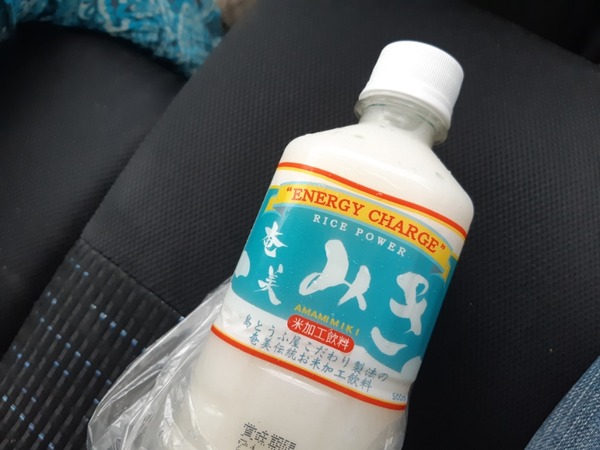 "ENERGY CHARGE"
RICE POWER
奄美
みき
AMAMIMIKI
米加工飲料
島とうふ屋こだわり製法の
奄美伝統お米加工飲料
500ml
賞味期限